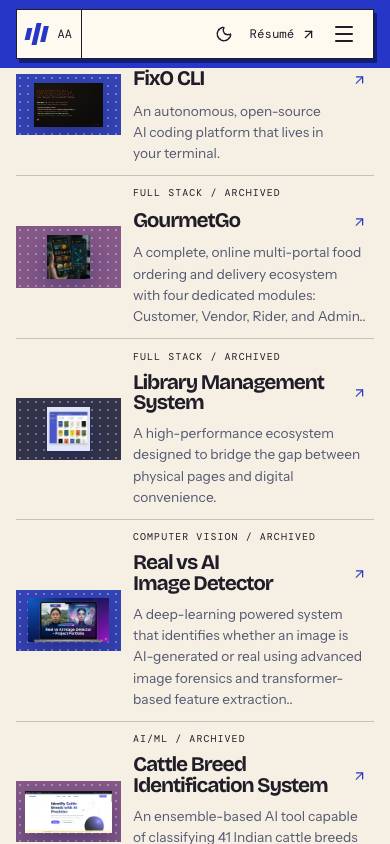 AA
Résumé
FixO CLI
An autonomous, open-source
AI coding platform that lives in
your terminal.
FULL STACK / ARCHIVED
GourmetGo
A complete, online multi-portal food
ordering and delivery ecosystem
with four dedicated modules:
Customer, Vendor, Rider, and Admin..
FULL STACK / ARCHIVED
Library Management
System
A high-performance ecosystem
designed to bridge the gap between
physical pages and digital
convenience.
COMPUTER VISION / ARCHIVED
Real vs AI
Image Detector
A deep-learning powered system
that identifies whether an image is
AI-generated or real using advanced
image forensics and transformer-
based feature extraction..
AI/ML / ARCHIVED
Cattle Breed
Identification System
Identify Cattle
An ensemble-based AI tool capable
of classifying 41 Indian cattle breeds